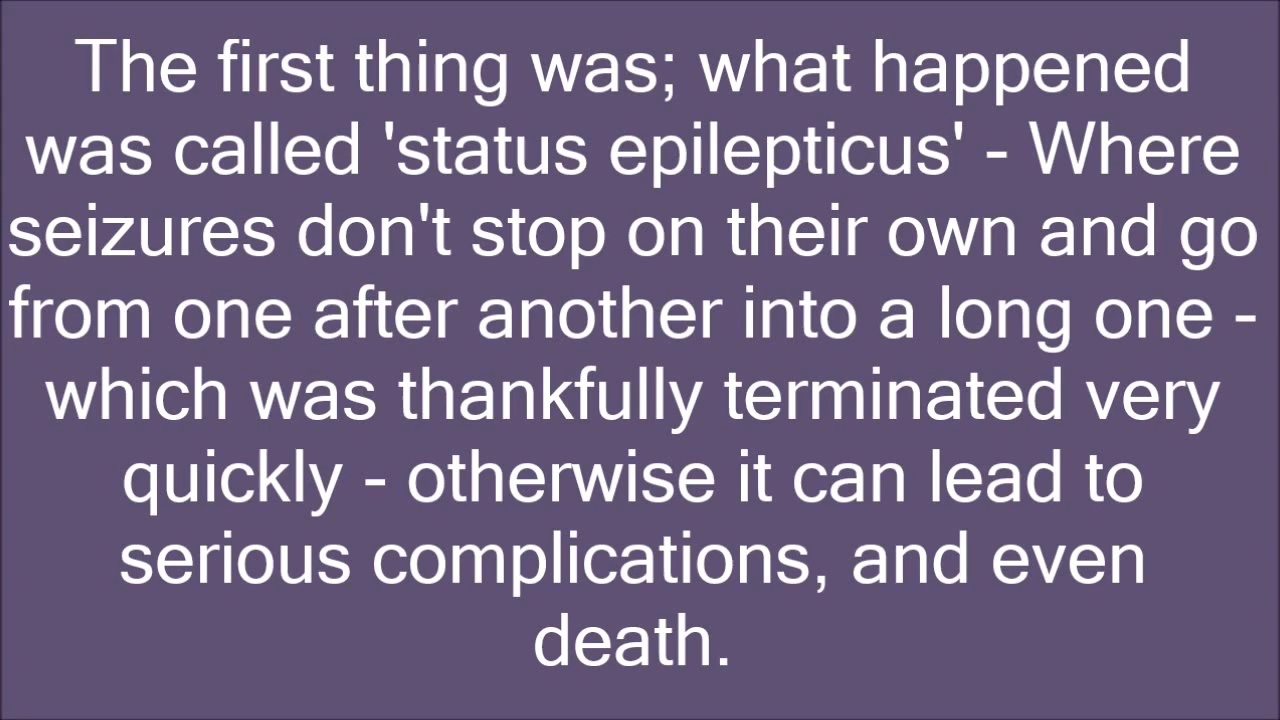 The first thing was; what happened
was called 'status epilepticus' - Where
seizures don't stop on their own and go
from one after another into a long one -
which was thankfully terminated very
quickly - otherwise it can lead to
serious complications, and even
death.